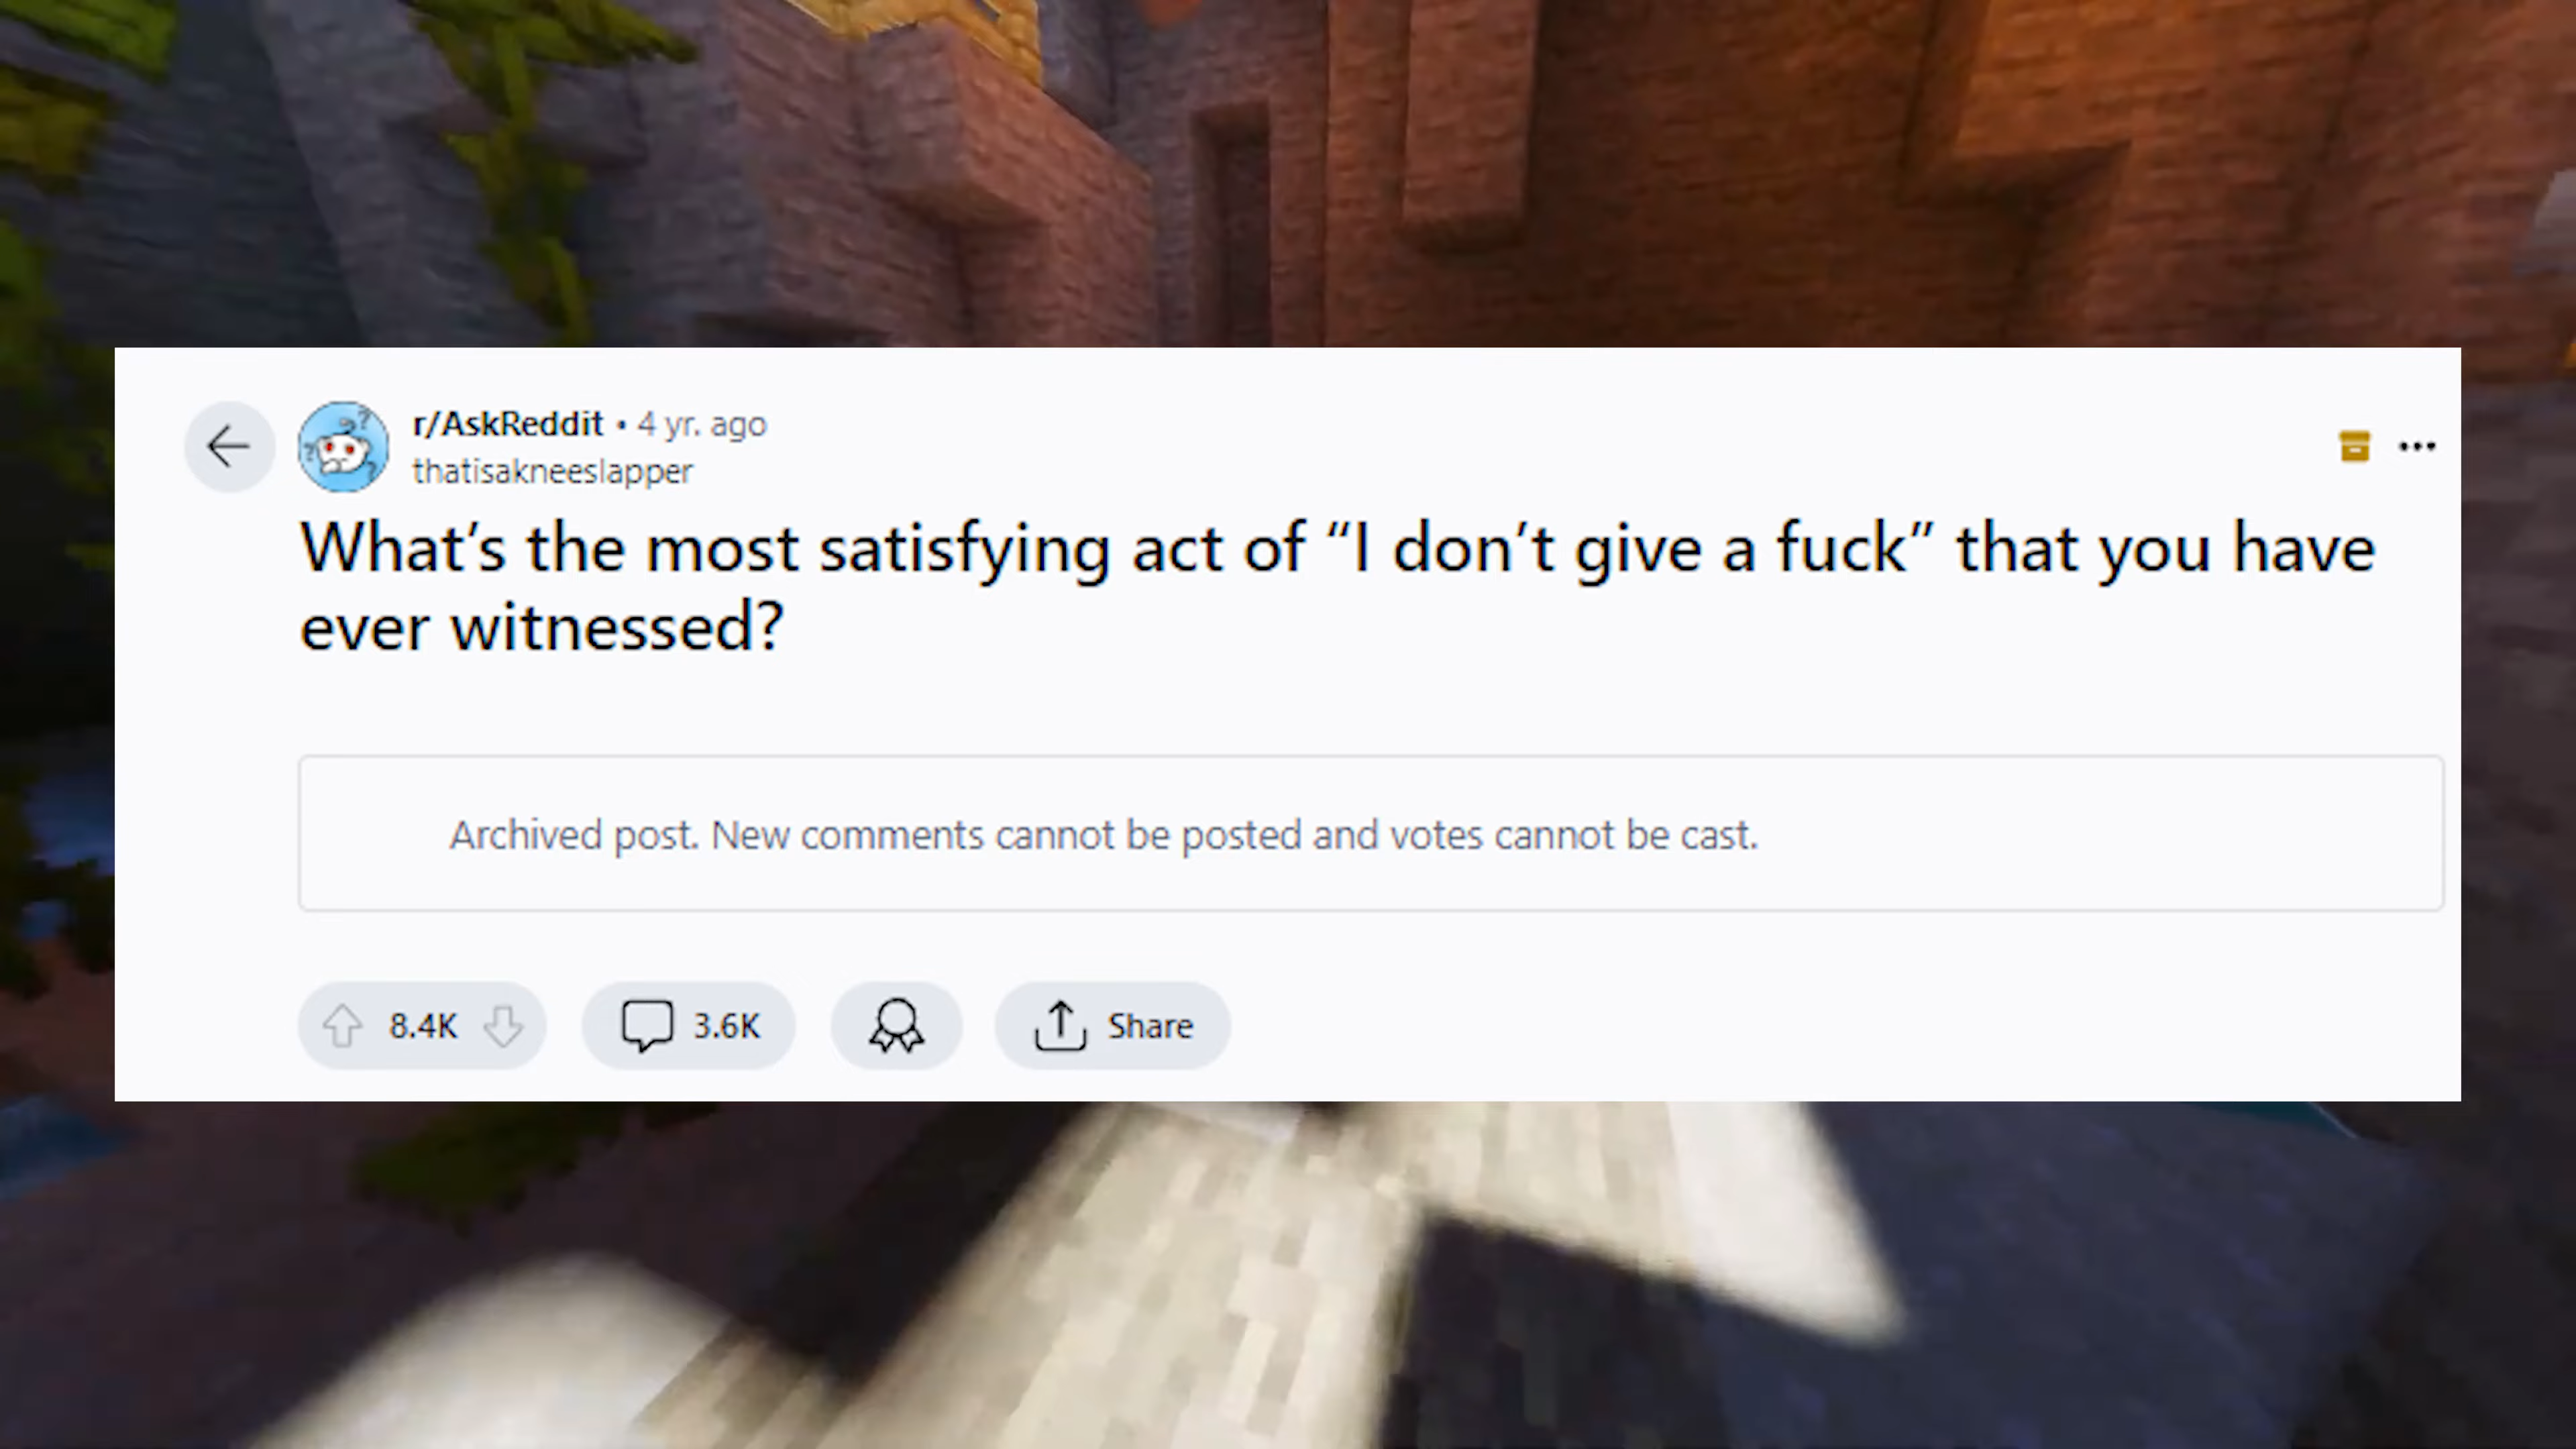 r/AskReddit • 4 yr. ago
thatisakneeslapper
What’s the most satisfying act of “I don’t give a fuck” that you have
ever witnessed?
Archived post. New comments cannot be posted and votes cannot be cast.
8.4K
3.6K
Share